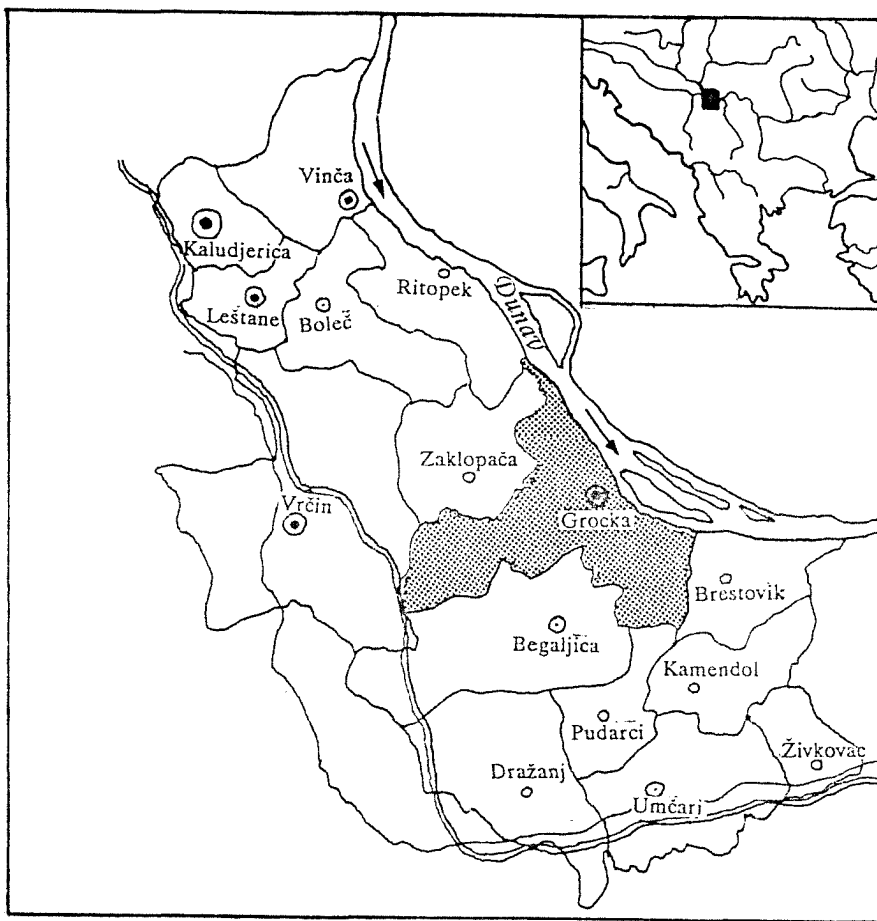 Vinča
Kaludjerica
Ritopek
Leštane
Boleč
Dunav
Zaklopača
Vrčin
Grocka
Brestovik
Begaljica
Kamendol
Pudarci
Živkovac
Dražanj
Umčari